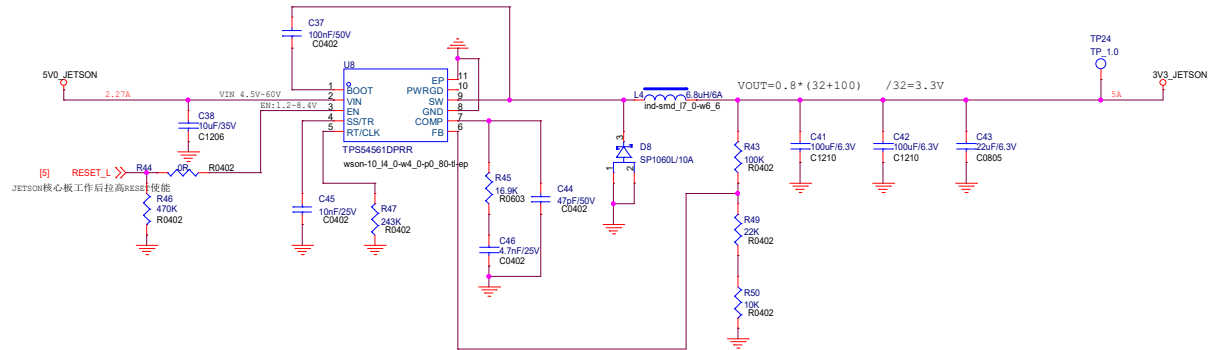 C37
100nF/50V
C0402
TP24
TP_1.0
U8
5V0_JETSON
3V3_JETSON
2.27A
VIN 4.5V~60V
EN:1.2~8.4V
1
2
3
4
5
BOOT
VIN
EN
SS/TR
RT/CLK
EP
PWRGD
SW
GND
COMP
FB
11
10
9
8
7
6
TPS54561DPRR
wson-10_l4_0-w4_0-p0_80-tl-ep
L4
6.8uH/6A
ind-smd_l7_0-w6_6
VOUT=0.8*(32+100) /32=3.3V
5A
C38
10uF/35V
C1206
[5]
RESET_L
R44
0R
R0402
JETSON核心板工作后拉高RESET使能
R46
470K
R0402
C45
10nF/25V
C0402
R47
243K
R0402
R45
16.9K
R0603
C44
47pF/50V
C0402
C46
4.7nF/25V
C0402
3
D8
SP1060L/10A
1
2
R43
100K
R0402
R49
22K
R0402
R50
10K
R0402
C41
100uF/6.3V
C1210
C42
100uF/6.3V
C1210
C43
22uF/6.3V
C0805